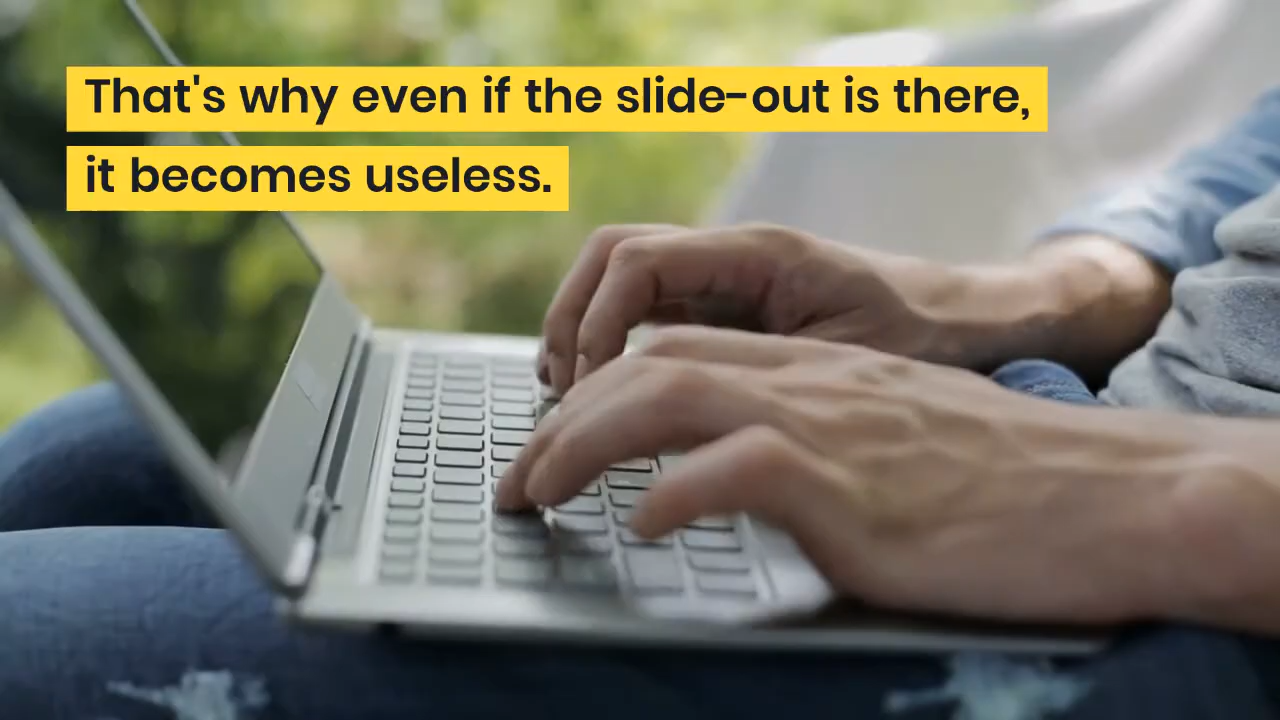 That's why even if the slide-out is there,
it becomes useless.